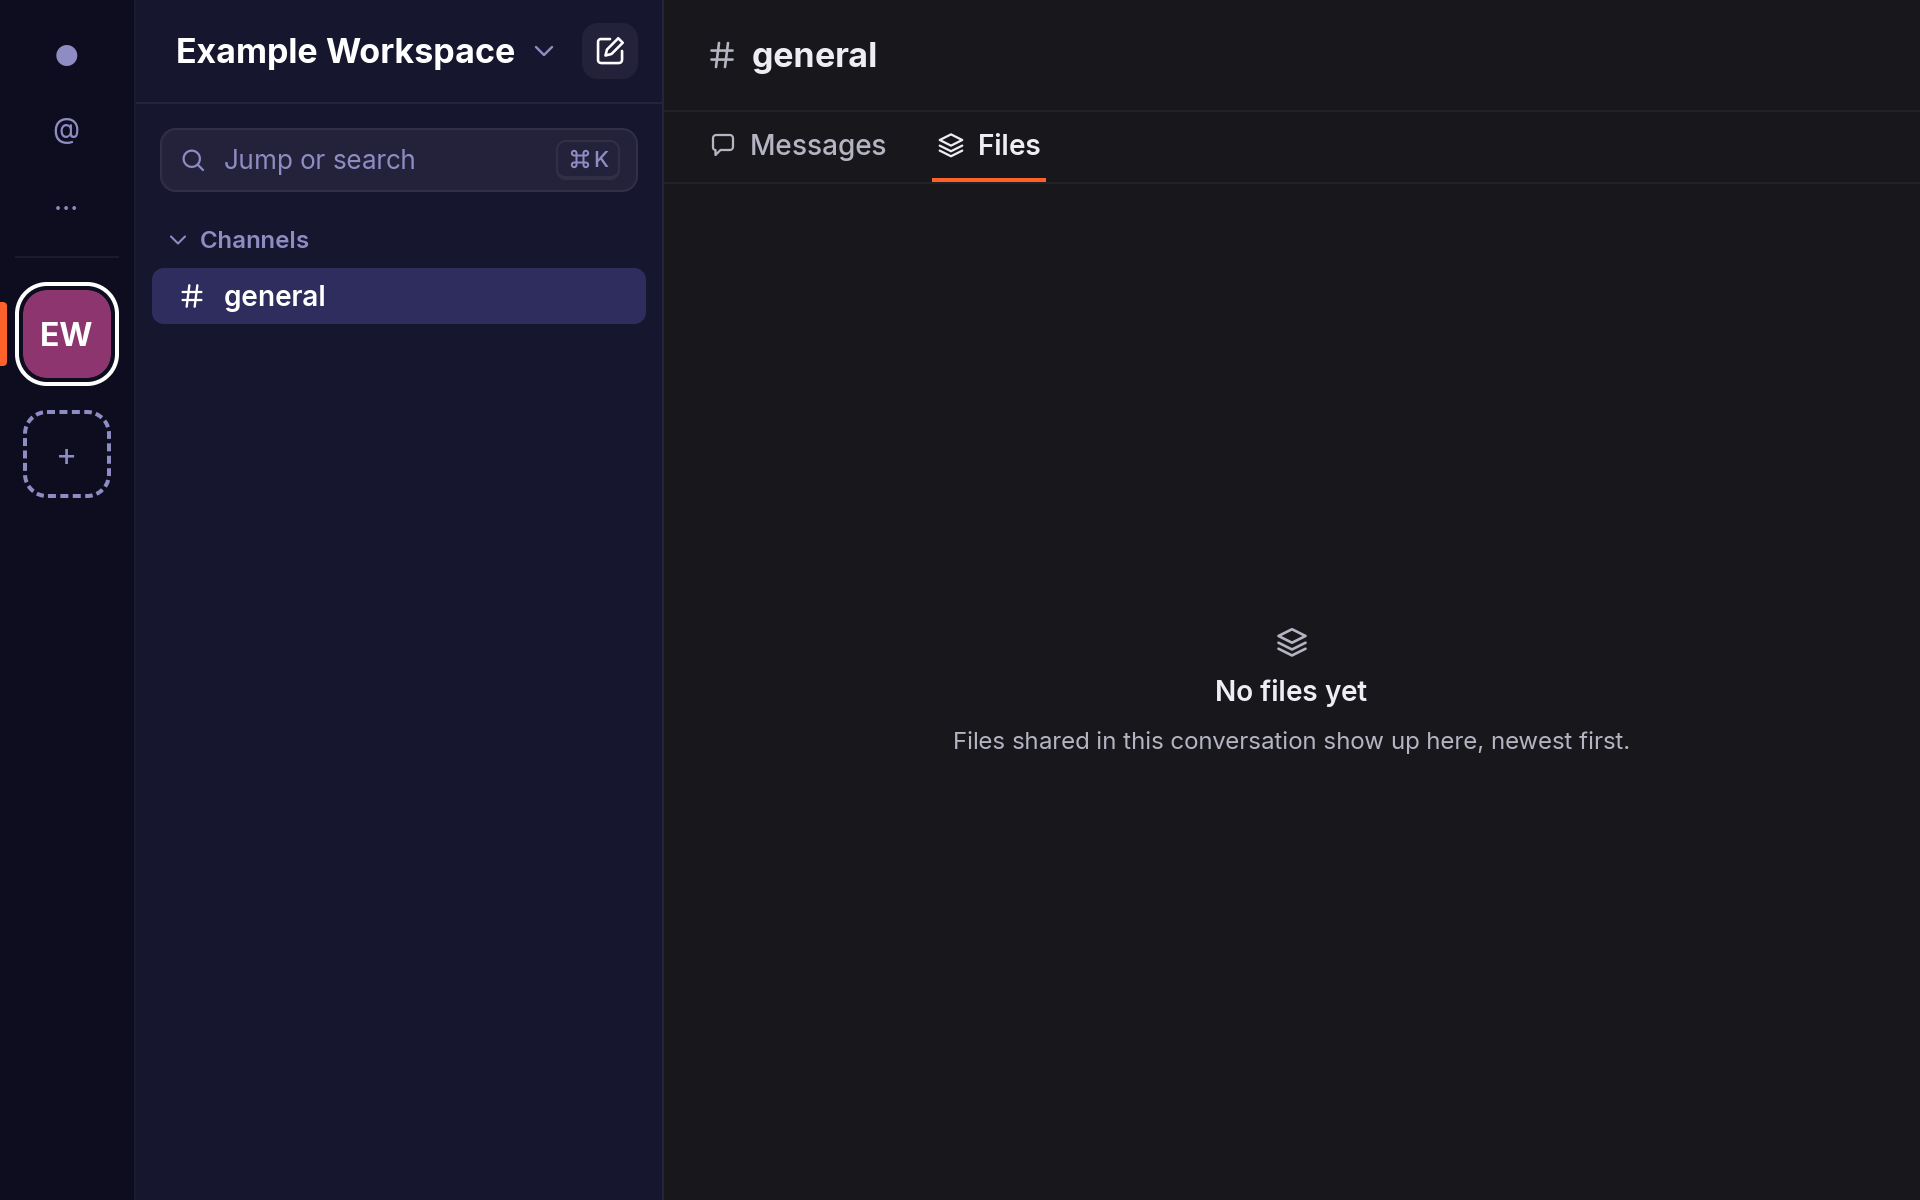 @
...
EW
+
Example Workspace
Jump or search
⌘K
Channels
# general
# general
Messages
Files
No files yet
Files shared in this conversation show up here, newest first.